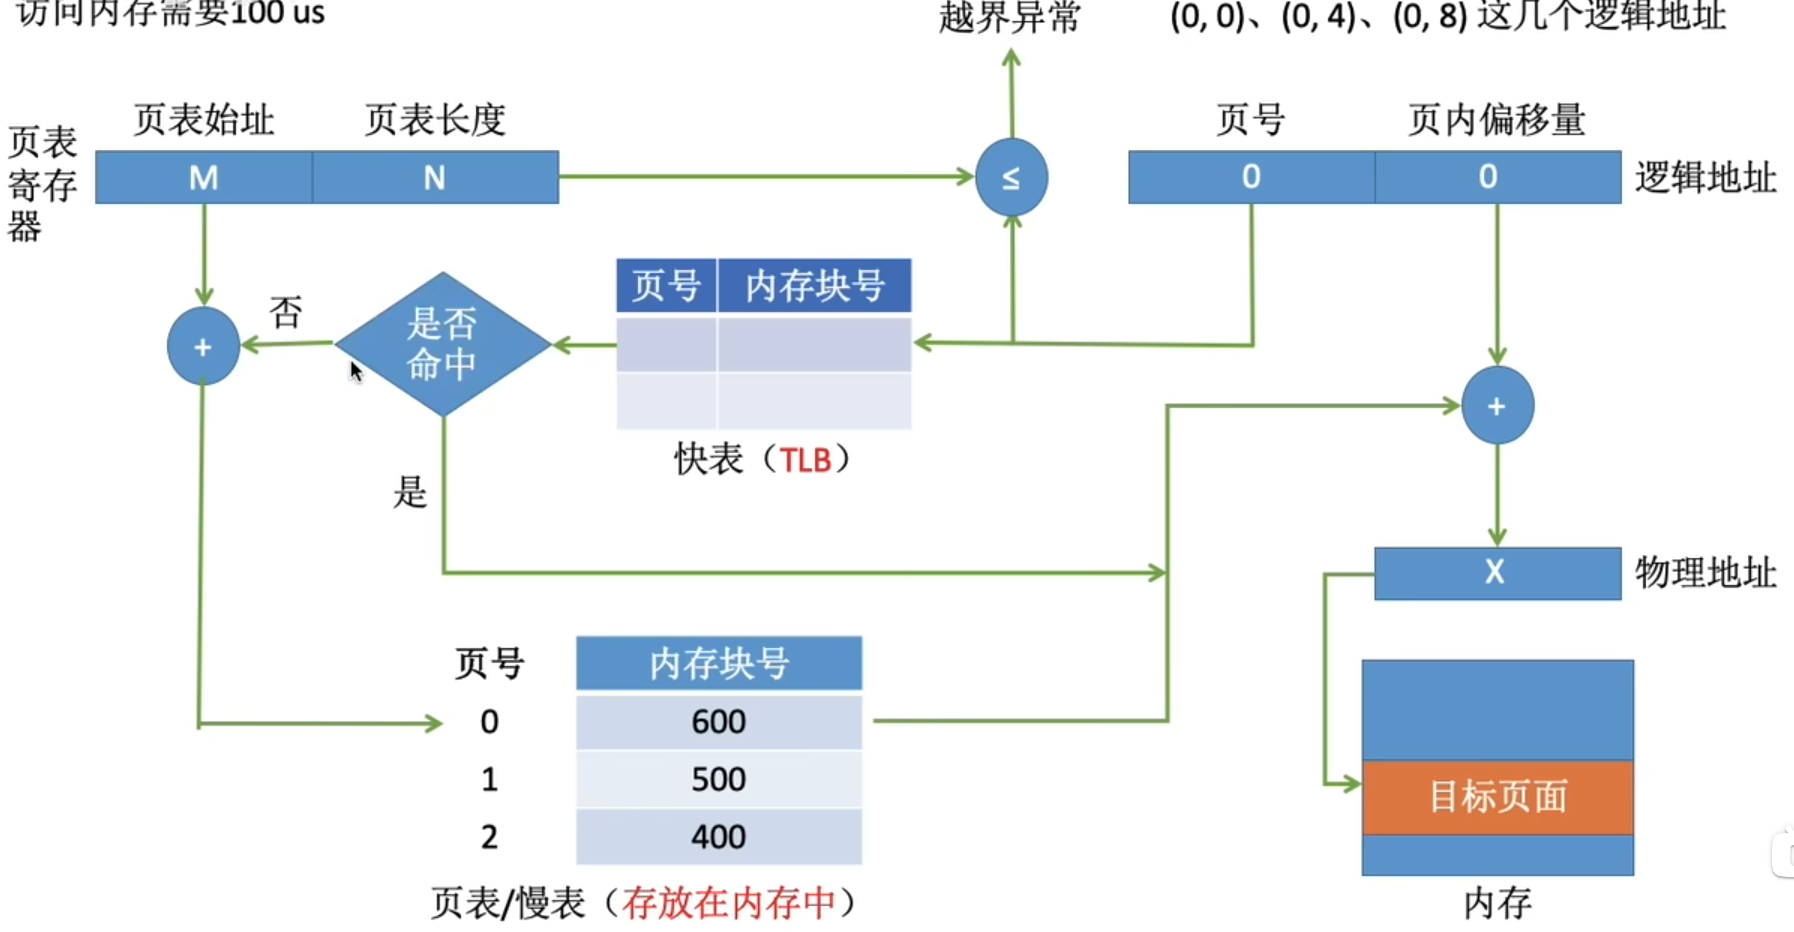 访问内存需要100 us
越界异常
(0, 0)、(0, 4)、(0, 8) 这几个逻辑地址
页表始址
页表长度
页号
页内偏移量
页表
寄存
器
M
N
≤
0
0
逻辑地址
页号
内存块号
否
是否
命中
+
+
快表（TLB）
是
X
物理地址
页号
内存块号
0
600
1
500
2
400
目标页面
页表/慢表（存放在内存中）
内存